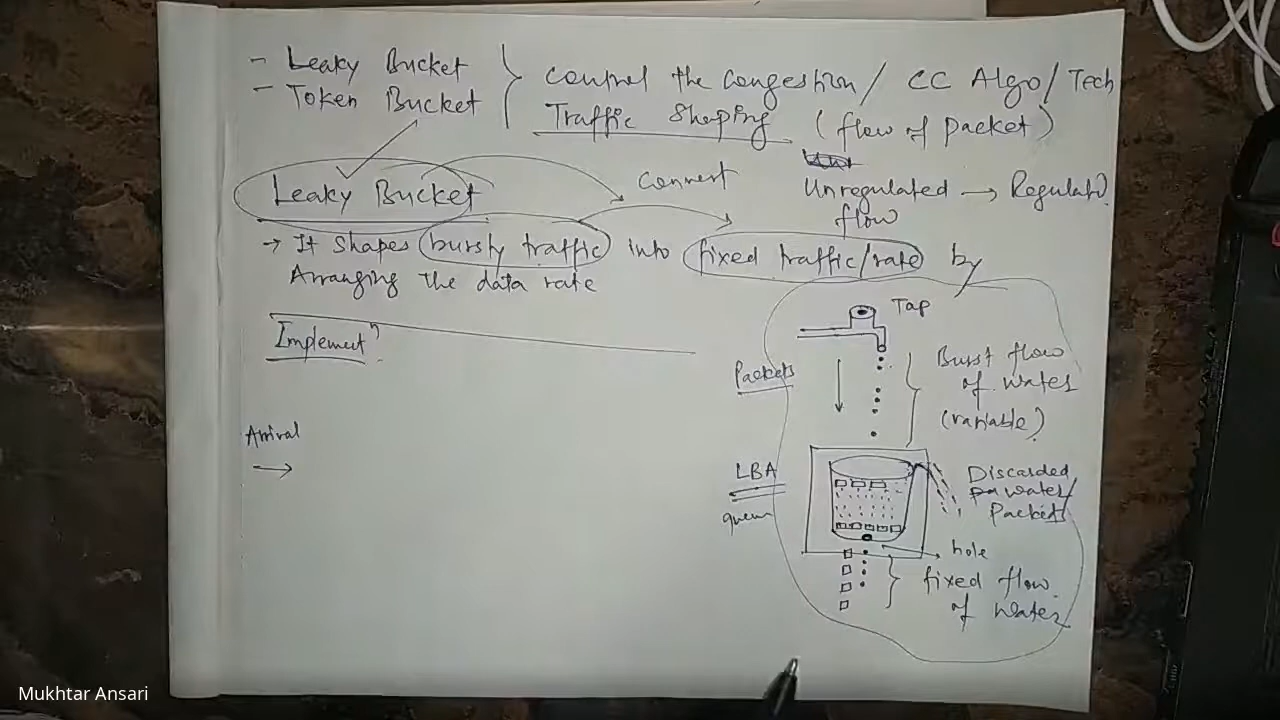 - Leaky Bucket
- Token Bucket
Control the Congestion / CC Algo/Tech
Traffic Shaping (flow of packet)
Leaky Bucket
Convert
Unregulated → Regulated
flow
→ It shapes bursty traffic into fixed traffic/rate by
Arranging the data rate
Implementⁿ
Tap
Packets
Burst flow
of water
(variable)
Arrival
→
LBA
queue
Discarded
water/
Packets
hole
fixed flow
of water
Mukhtar Ansari